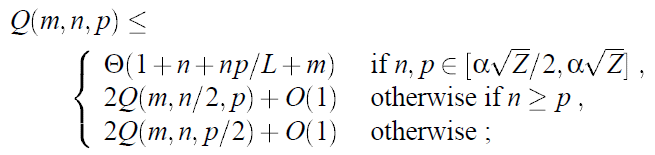 Q(m,n,p) ≤
Θ(1+n+np/L+m) if n, p ∈ [α√Z/2, α√Z] ,
2Q(m,n/2,p)+O(1) otherwise if n ≥ p ,
2Q(m,n,p/2)+O(1) otherwise ;